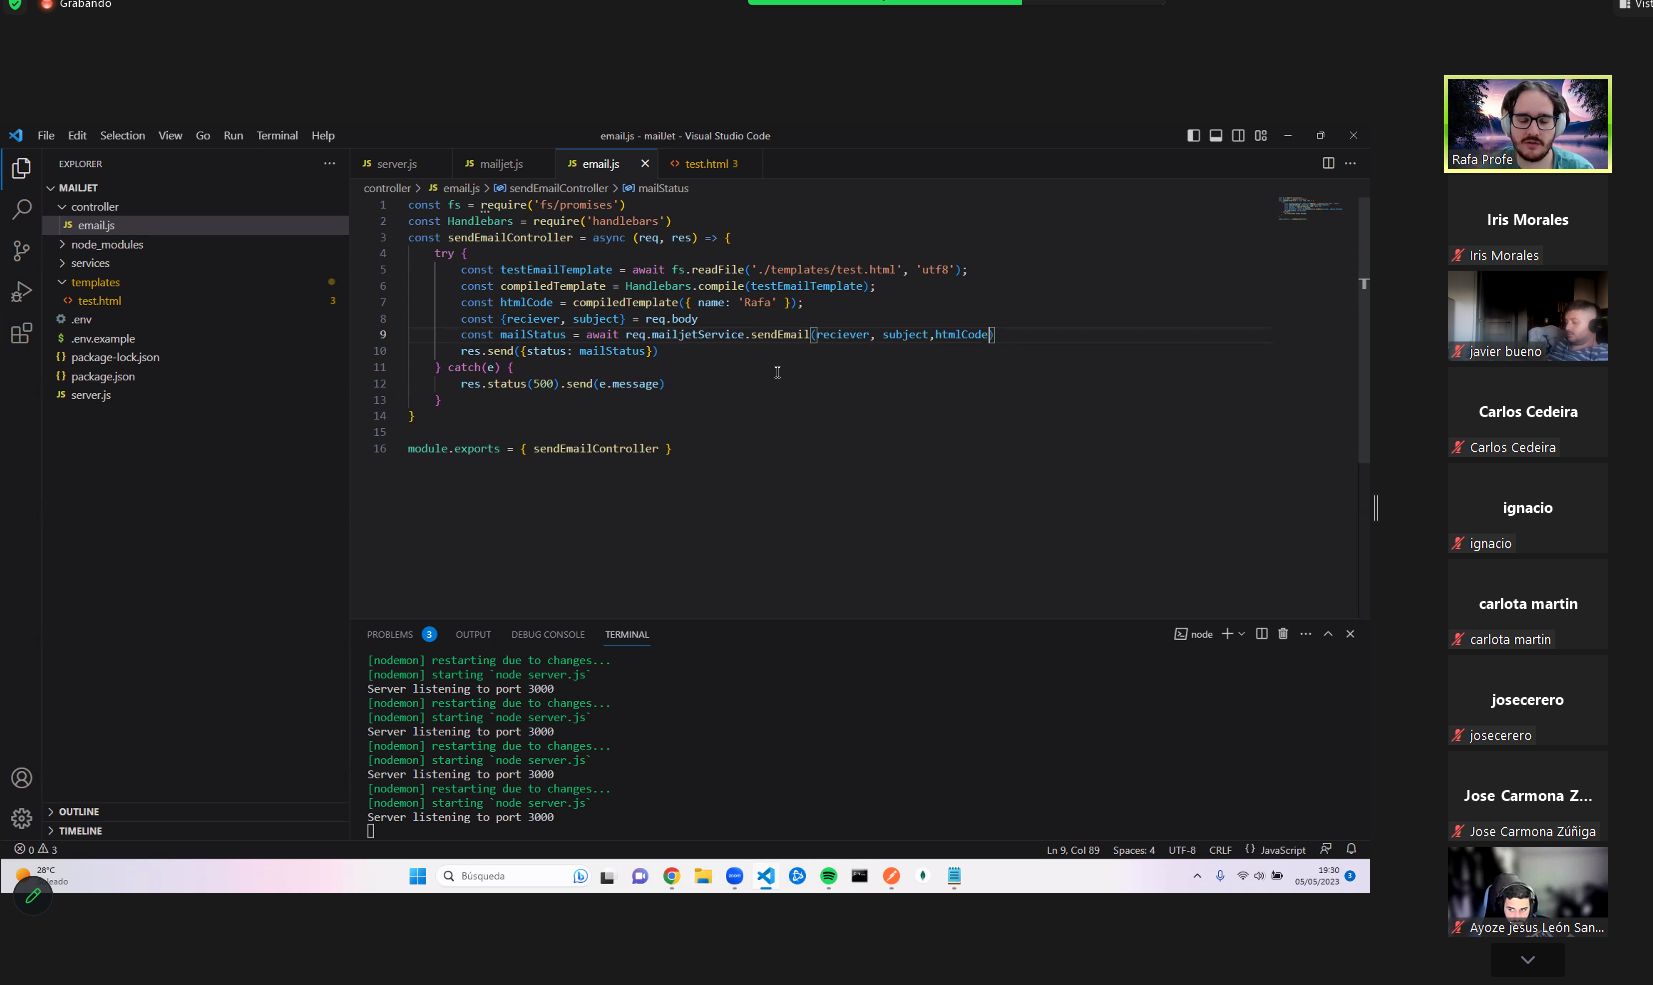 Grabando
Vist
File Edit Selection View Go Run Terminal Help
email.js - mailJet - Visual Studio Code
EXPLORER
MAILJET
controller
JS email.js
node_modules
services
templates
<> test.html 3
.env
$ .env.example
{} package-lock.json
{} package.json
JS server.js
OUTLINE
TIMELINE
JS server.js
JS mailjet.js
JS email.js
<> test.html 3
controller > JS email.js > sendEmailController > mailStatus
1 const fs = require('fs/promises')
2 const Handlebars = require('handlebars')
3 const sendEmailController = async (req, res) => {
4 try {
5 const testEmailTemplate = await fs.readFile('./templates/test.html', 'utf8');
6 const compiledTemplate = Handlebars.compile(testEmailTemplate);
7 const htmlCode = compiledTemplate({ name: 'Rafa' });
8 const {reciever, subject} = req.body
9 const mailStatus = await req.mailjetService.sendEmail(reciever, subject,htmlCode)
10 res.send({status: mailStatus})
11 } catch(e) {
12 res.status(500).send(e.message)
13 }
14 }
15
16 module.exports = { sendEmailController }
PROBLEMS 3 OUTPUT DEBUG CONSOLE TERMINAL
node
[nodemon] restarting due to changes...
[nodemon] starting `node server.js`
Server listening to port 3000
[nodemon] restarting due to changes...
[nodemon] starting `node server.js`
Server listening to port 3000
[nodemon] restarting due to changes...
[nodemon] starting `node server.js`
Server listening to port 3000
[nodemon] restarting due to changes...
[nodemon] starting `node server.js`
Server listening to port 3000
0 3
Ln 9, Col 89 Spaces: 4 UTF-8 CRLF {} JavaScript
28°C
Búsqueda
zoom
19:30
05/05/2023
3
Rafa Profe
Iris Morales
Iris Morales
javier bueno
Carlos Cedeira
Carlos Cedeira
ignacio
ignacio
carlota martin
carlota martin
josecerero
josecerero
Jose Carmona Z...
Jose Carmona Zúñiga
Ayoze jesus León San...